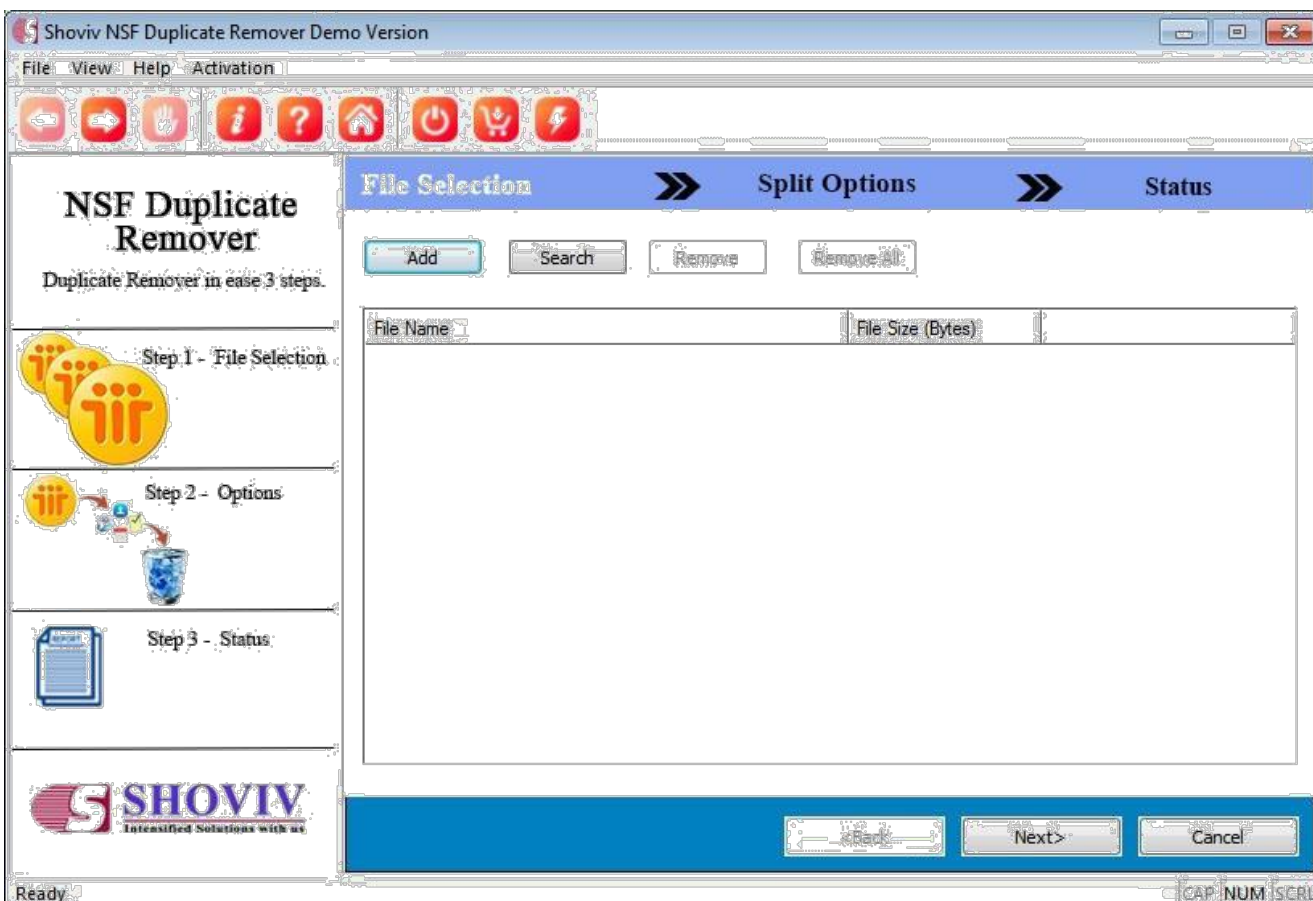 Shoviv NSF Duplicate Remover Demo Version
File View Help Activation
NSF Duplicate
Remover
Duplicate Remover in ease 3 steps.
Step 1 - File Selection
Step 2 - Options
REPORT
Step 3 - Status
SHOVIV
Intensified Solutions with us
File Selection Split Options Status
Add Search Remove Remove All
File Name File Size (Bytes)
<Back Next> Cancel
Ready CAP NUM SCRL